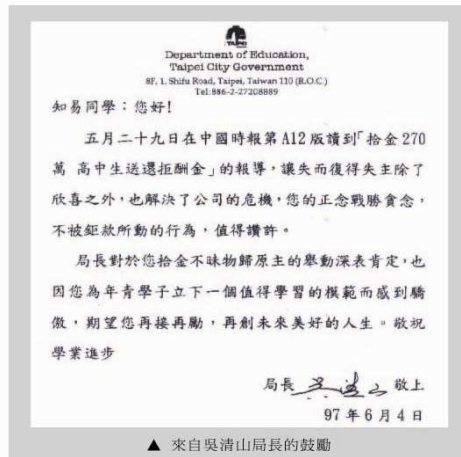 TAIPEI
Department of Education,
Taipei City Government
8F, 1, Shifu Road, Taipei, Taiwan 110 (R.O.C.)
Tel:886-2-27208889
知易同學：您好!
五月二十九日在中國時報第 A12 版讀到「拾金 270
萬 高中生送還拒酬金」的報導，讓失而復得失主除了
欣喜之外，也解決了公司的危機，您的正念戰勝貪念，
不被鉅款所動的行為，值得讚許。
局長對於您拾金不昧物歸原主的舉動深表肯定，也
因您為年青學子立下一個值得學習的模範而感到驕
傲，期望您再接再勵，再創未來美好的人生。敬祝
學業進步
局長 吳清山 敬上
97 年 6 月 4 日
▲ 來自吳清山局長的鼓勵